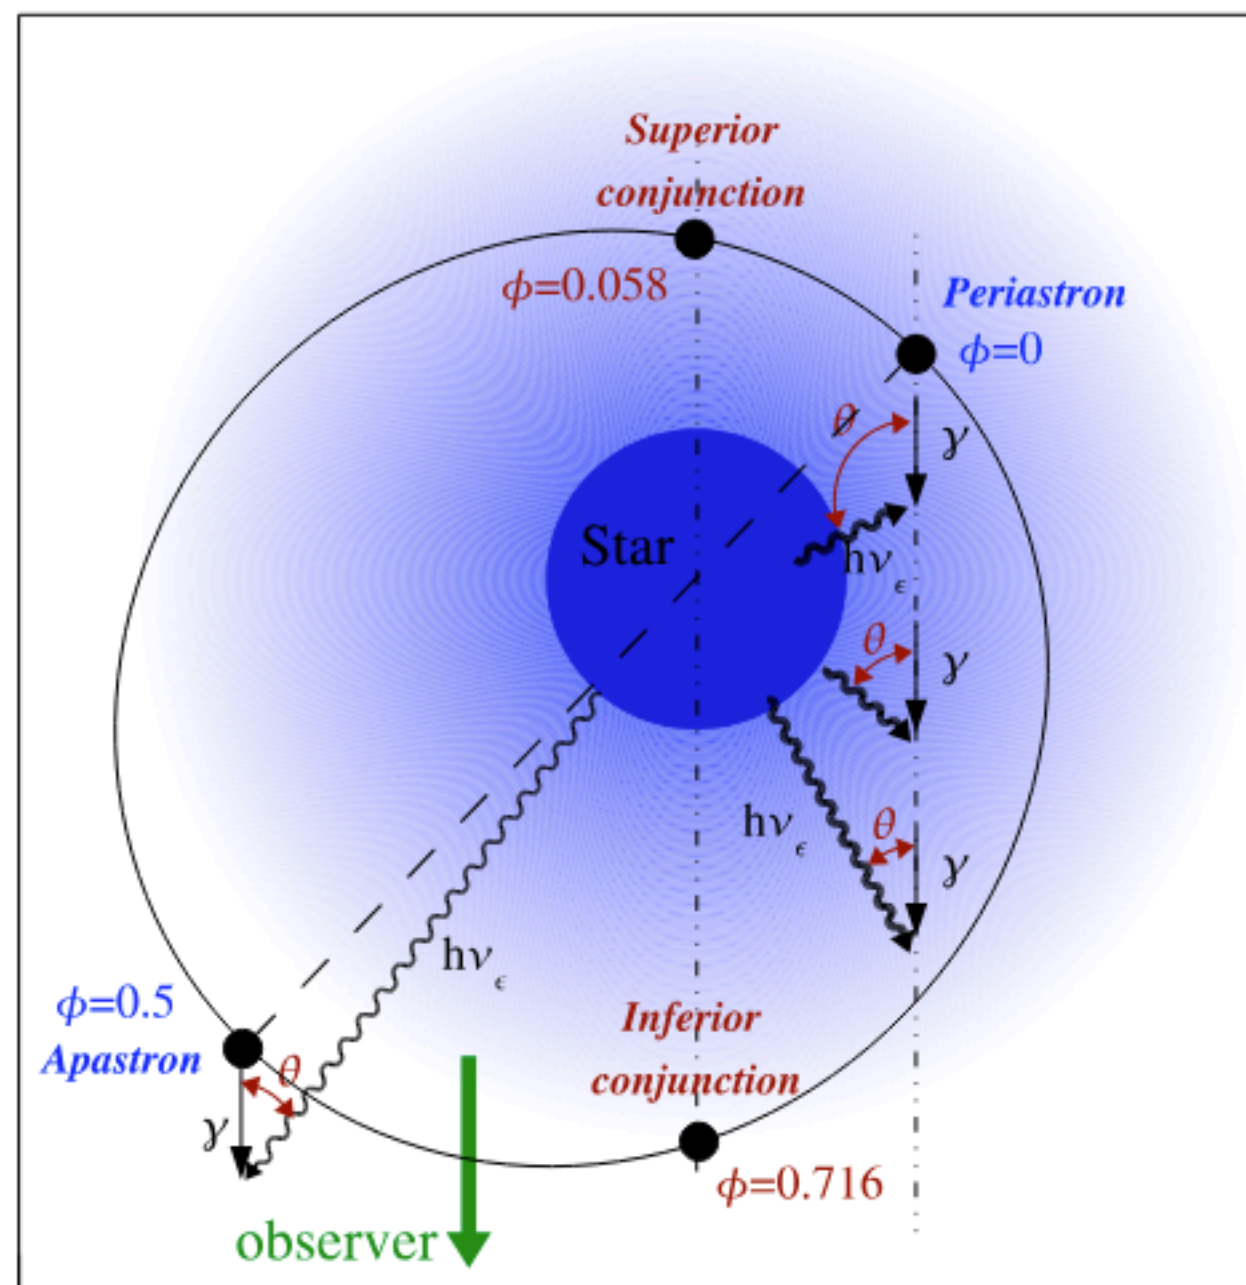 Superior
conjunction
ϕ=0.058
Periastron
ϕ=0
θ
γ
Star
hν ε
θ
γ
hν ε
θ
γ
hν ε
ϕ=0.5
Apastron
θ
γ
Inferior
conjunction
ϕ=0.716
observer